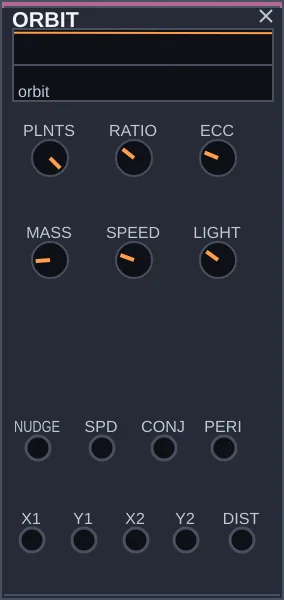 ORBIT
orbit
PLNTS RATIO ECC
MASS SPEED LIGHT
NUDGE SPD CONJ PERI
X1 Y1 X2 Y2 DIST